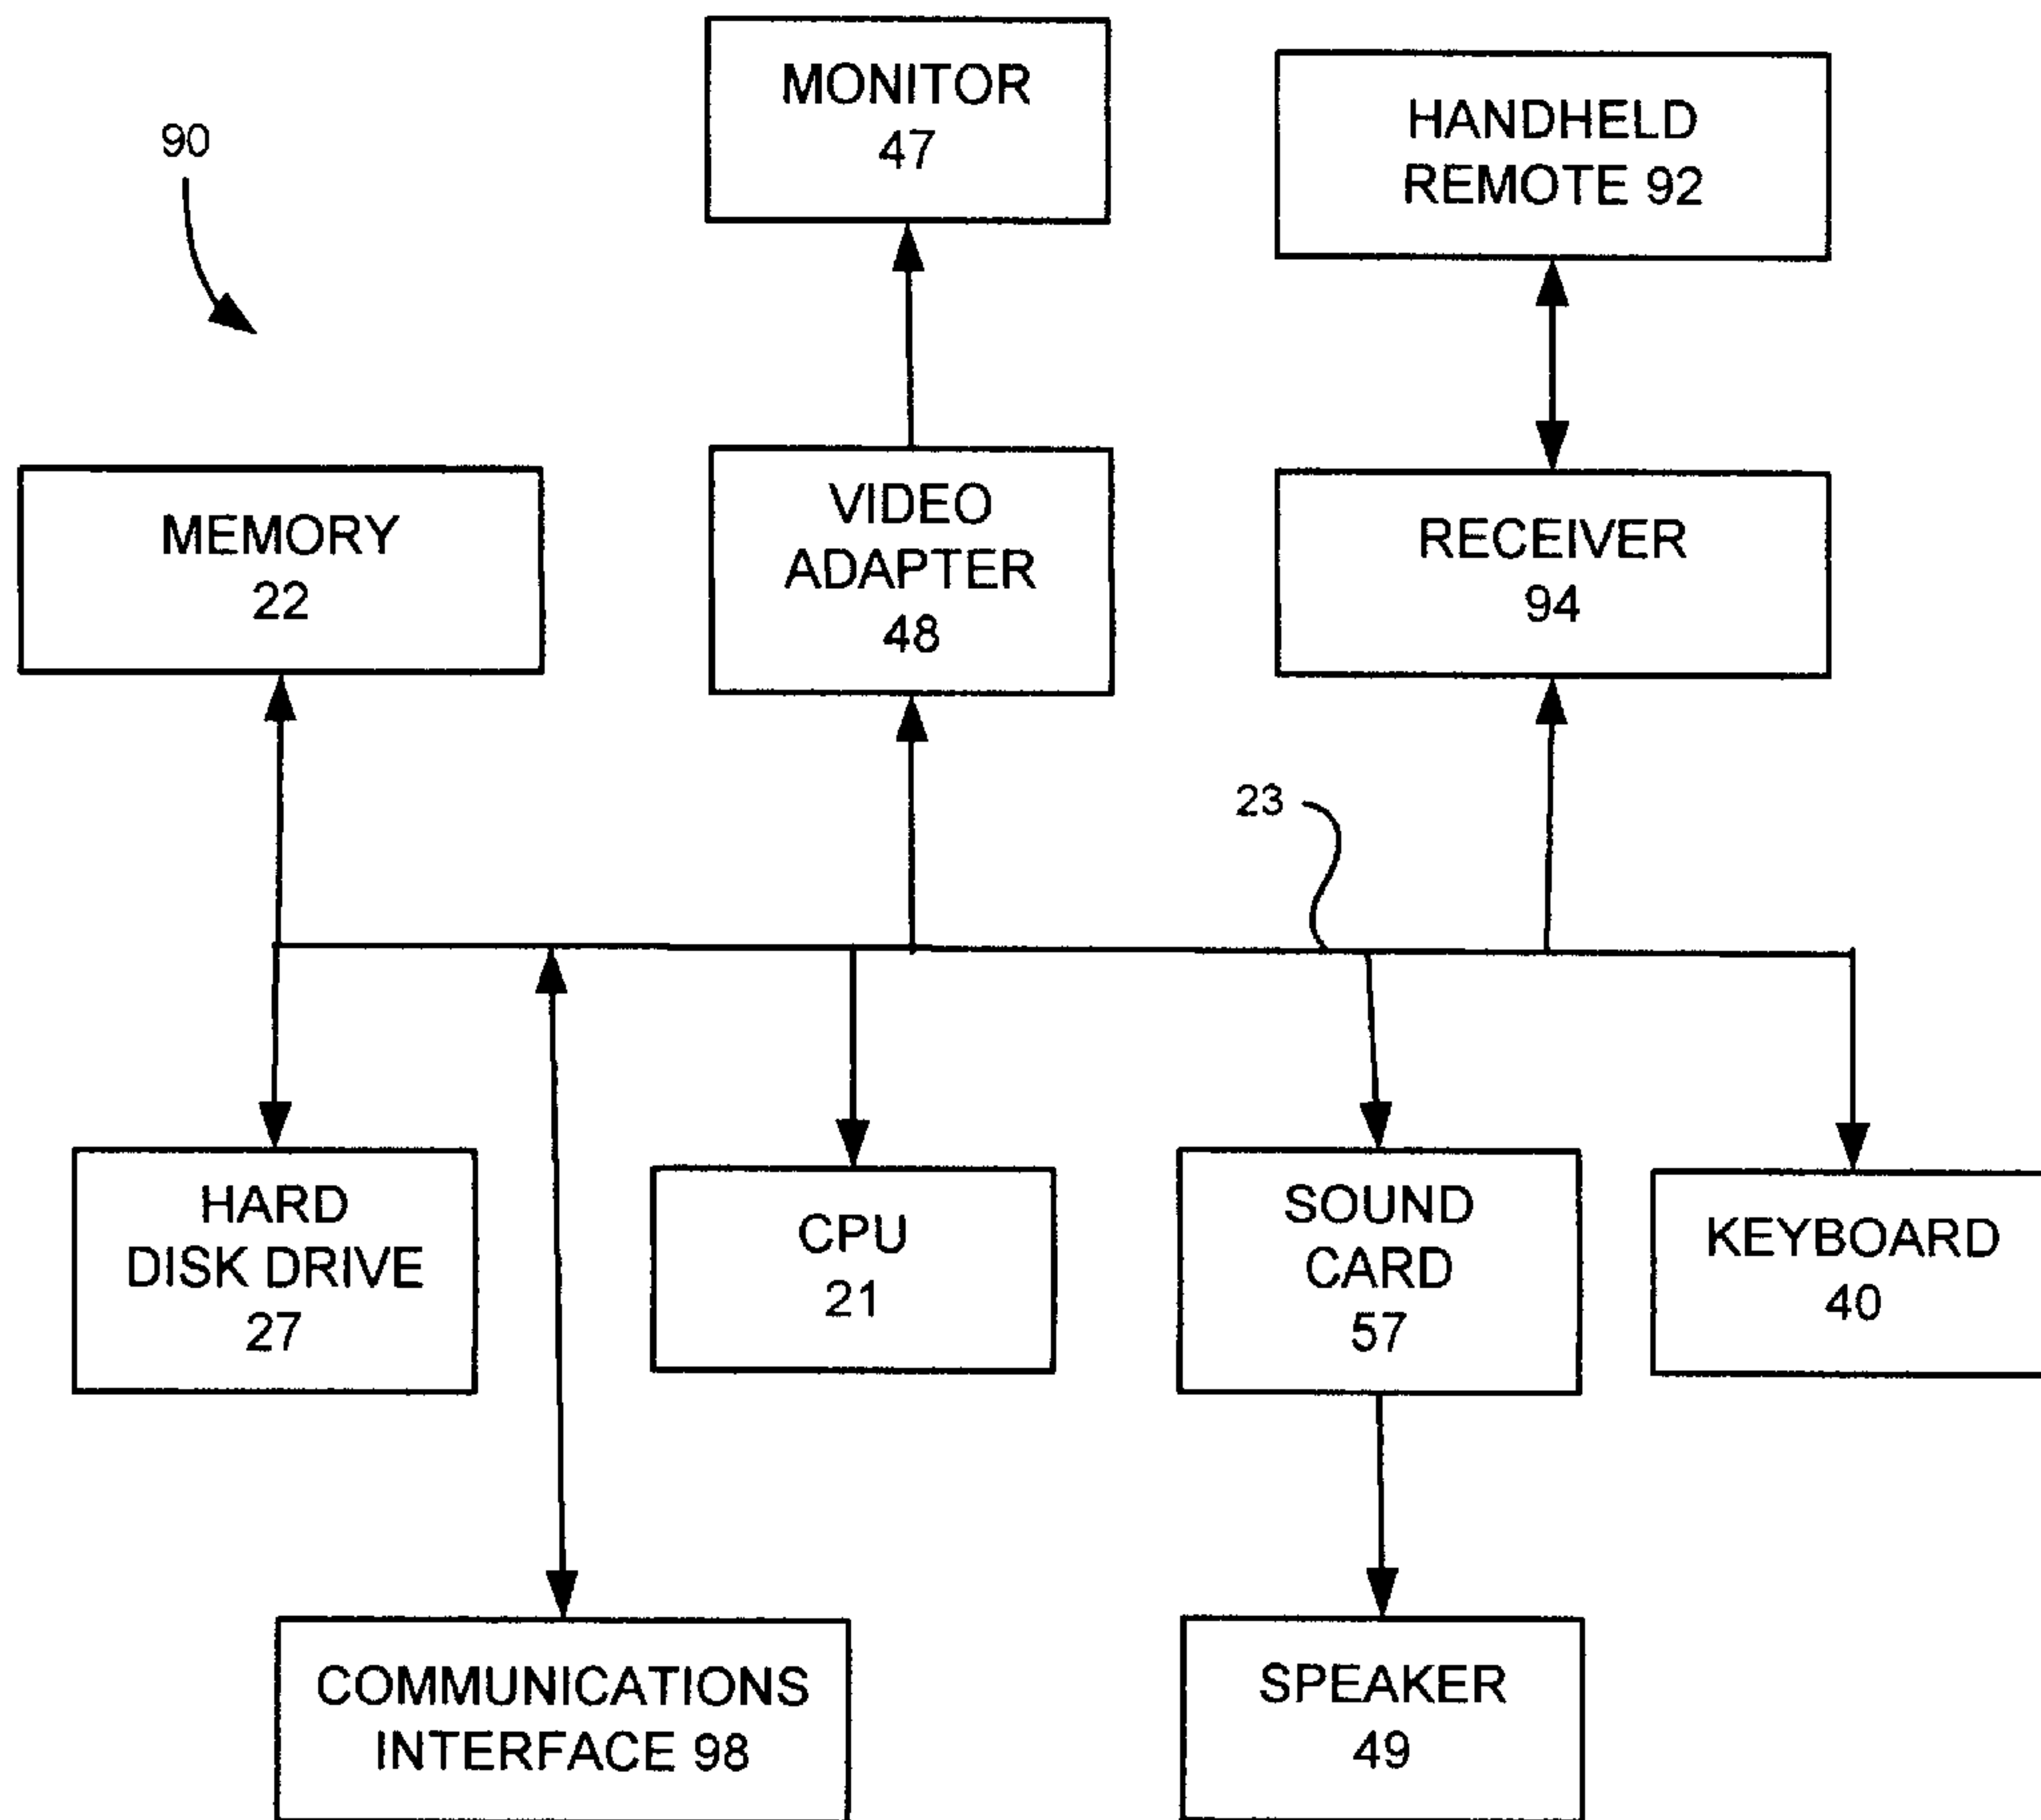 90
MONITOR
47
HANDHELD
REMOTE 92
MEMORY
22
VIDEO
ADAPTER
48
RECEIVER
94
23
HARD
DISK DRIVE
27
CPU
21
SOUND
CARD
57
KEYBOARD
40
COMMUNICATIONS
INTERFACE 98
SPEAKER
49